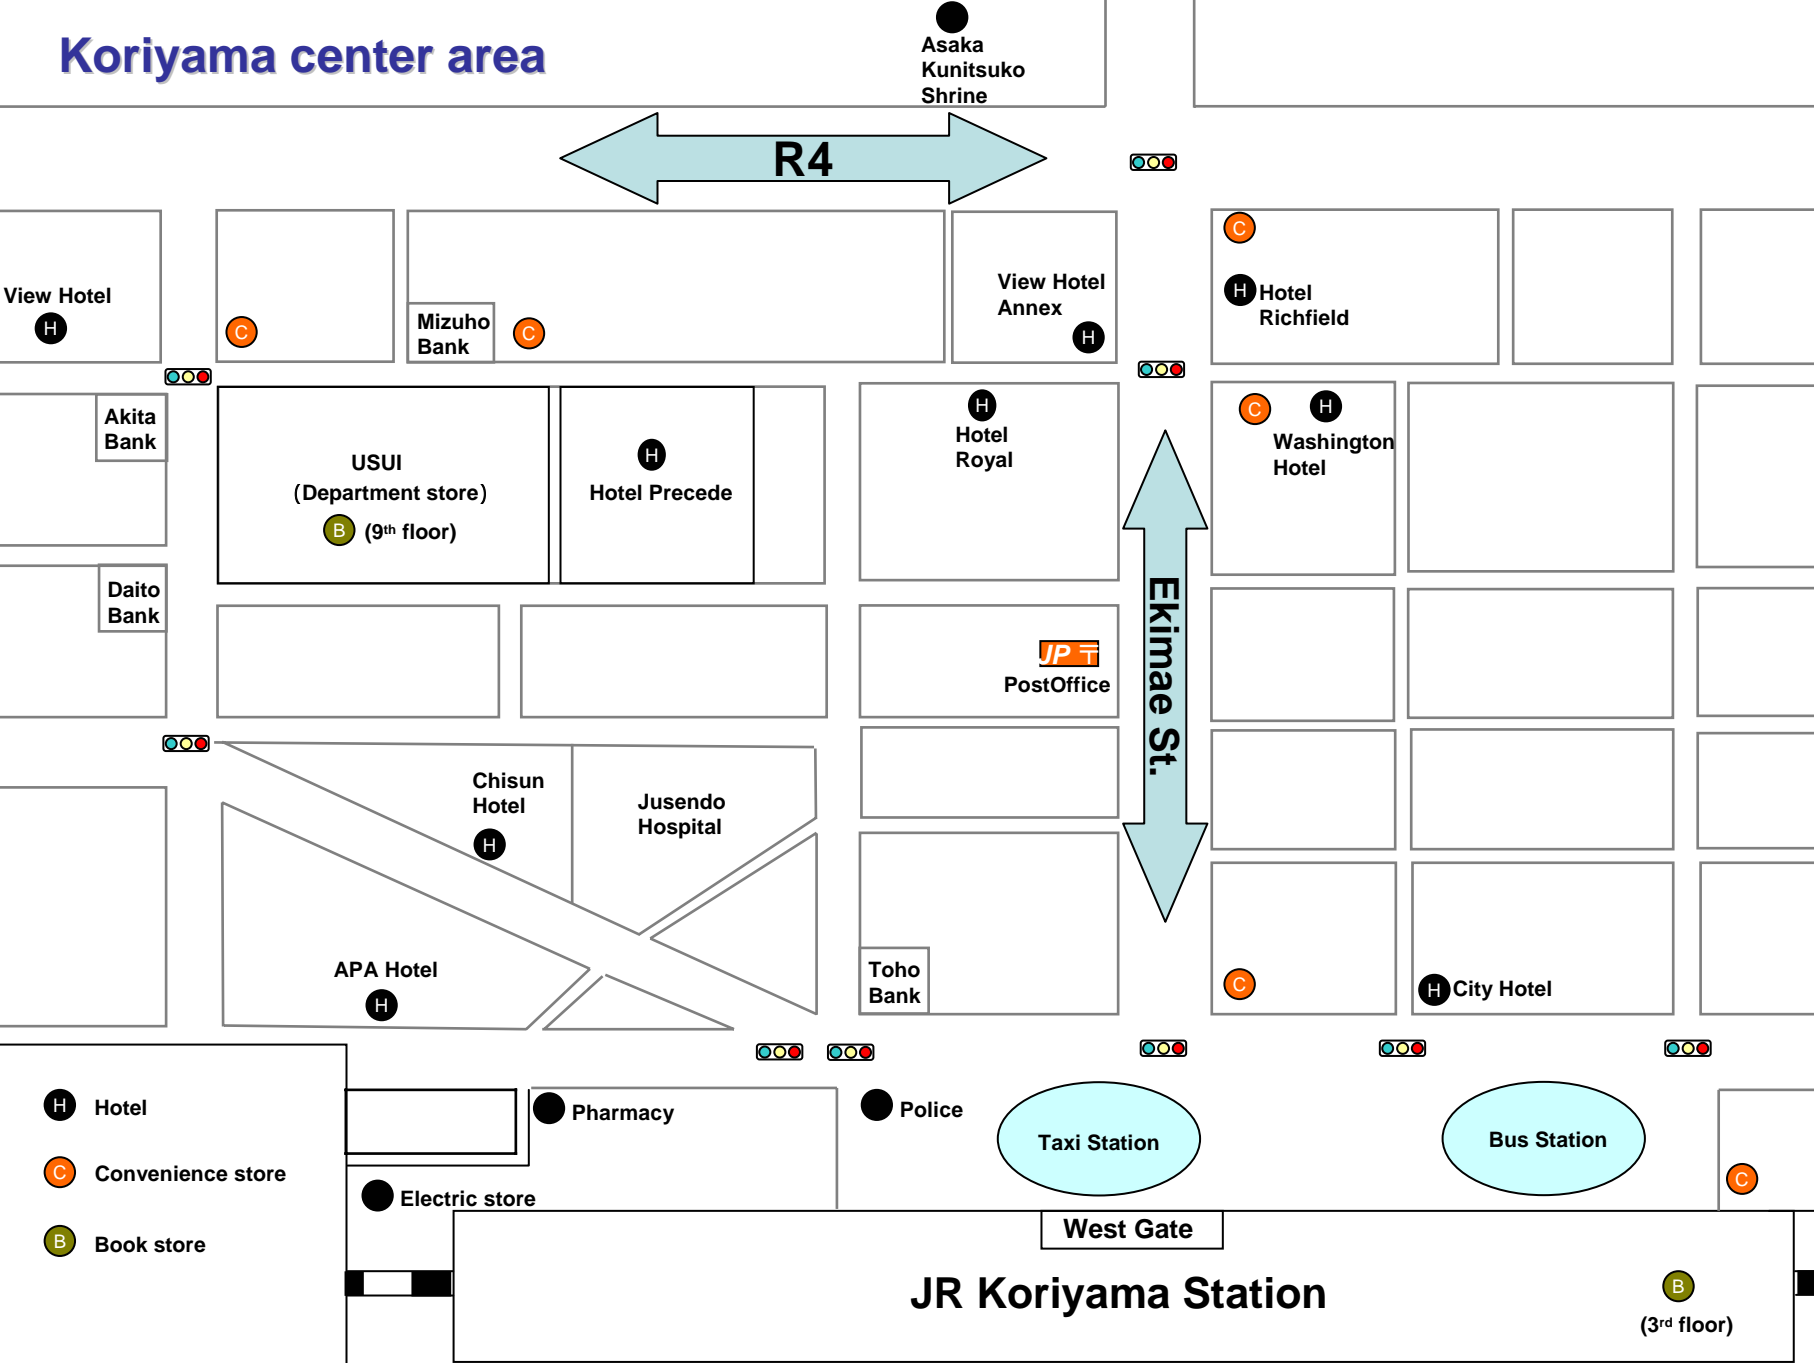 Koriyama center area
Asaka
Kunitsuko
Shrine
R4
C
View Hotel
H
C
Mizuho
Bank
C
View Hotel
Annex
H
H
Hotel
Richfield
Akita
Bank
USUI
(Department store)
B
(9th floor)
H
Hotel Precede
H
Hotel
Royal
C
H
Washington
Hotel
Daito
Bank
JP 〒
PostOffice
Ekimae St.
Chisun
Hotel
H
Jusendo
Hospital
APA Hotel
H
Toho
Bank
C
H
City Hotel
H
Hotel
C
Convenience store
B
Book store
Pharmacy
Electric store
Police
Taxi Station
Bus Station
C
West Gate
JR Koriyama Station
B
(3rd floor)